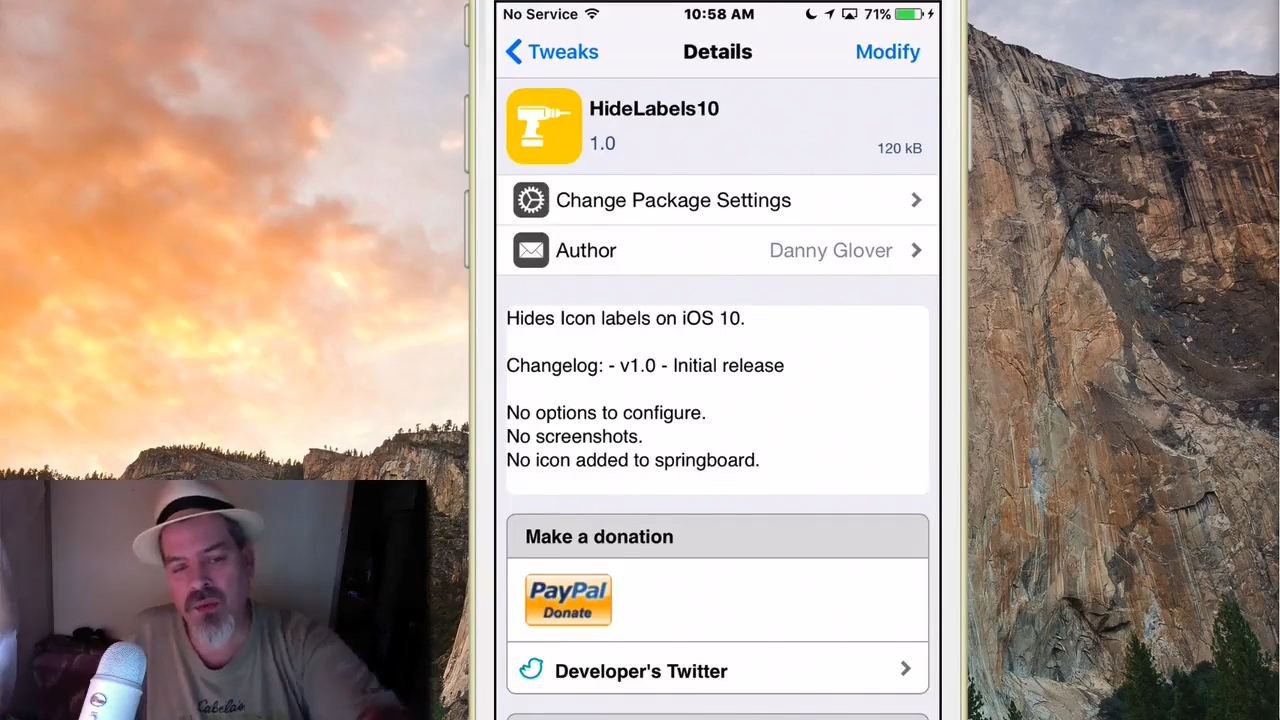 No Service
10:58 AM
71%
Tweaks
Details
Modify
HideLabels10
1.0
120 kB
Change Package Settings
Author
Danny Glover
Hides Icon labels on iOS 10.
Changelog: - v1.0 - Initial release
No options to configure.
No screenshots.
No icon added to springboard.
Make a donation
PayPal
Donate
Developer's Twitter
Cabela's